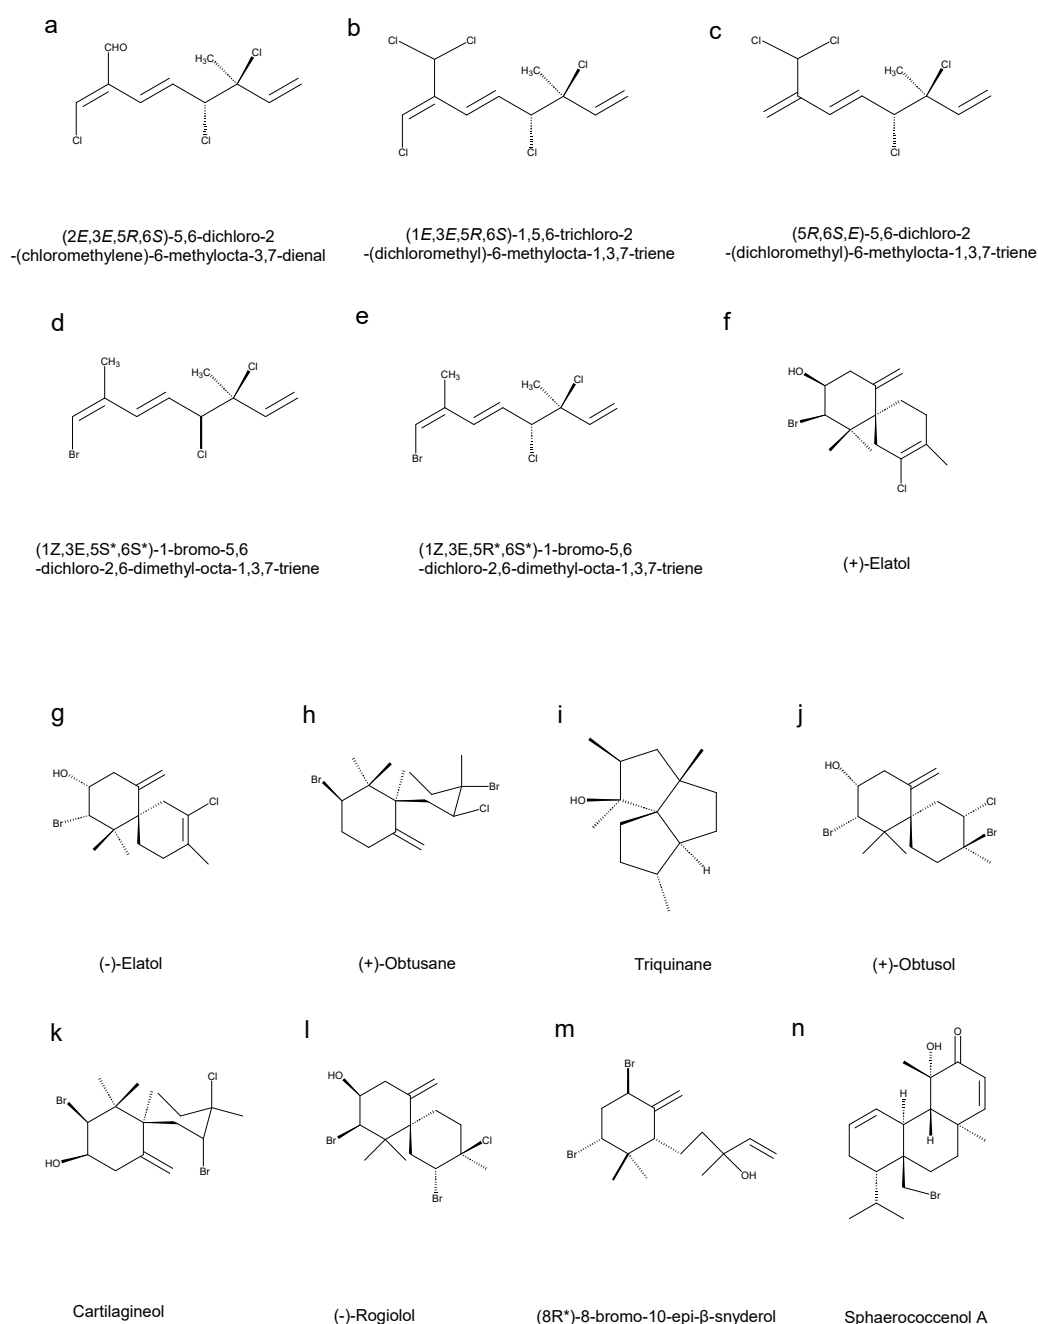 a
b
c
CHO
H₃C
Cl
Cl
Cl
Cl
Cl
H₃C
Cl
Cl
Cl
Cl
Cl
H₃C
Cl
Cl
(2E,3E,5R,6S)-5,6-dichloro-2
-(chloromethylene)-6-methylocta-3,7-dienal
(1E,3E,5R,6S)-1,5,6-trichloro-2
-(dichloromethyl)-6-methylocta-1,3,7-triene
(5R,6S,E)-5,6-dichloro-2
-(dichloromethyl)-6-methylocta-1,3,7-triene
d
e
f
CH₃
H₃C
Cl
Br
Cl
CH₃
H₃C
Cl
Br
Cl
HO
Br
Cl
(1Z,3E,5S*,6S*)-1-bromo-5,6
-dichloro-2,6-dimethyl-octa-1,3,7-triene
(1Z,3E,5R*,6S*)-1-bromo-5,6
-dichloro-2,6-dimethyl-octa-1,3,7-triene
(+)-Elatol
g
h
i
j
HO
Br
Cl
Br
Br
Cl
HO
H
HO
Br
Cl
Br
(-)-Elatol
(+)-Obtusane
Triquinane
(+)-Obtusol
k
l
m
n
Br
HO
Cl
Br
HO
Br
Cl
Br
Br
Br
OH
O
OH
H
H
Br
Cartilagineol
(-)-Rogiolol
(8R*)-8-bromo-10-epi-β-snyderol
Sphaerococcenol A